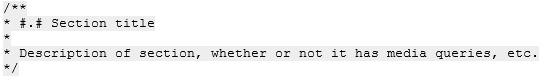 /**
* #.# Section title
*
* Description of section, whether or not it has media queries, etc.
*/